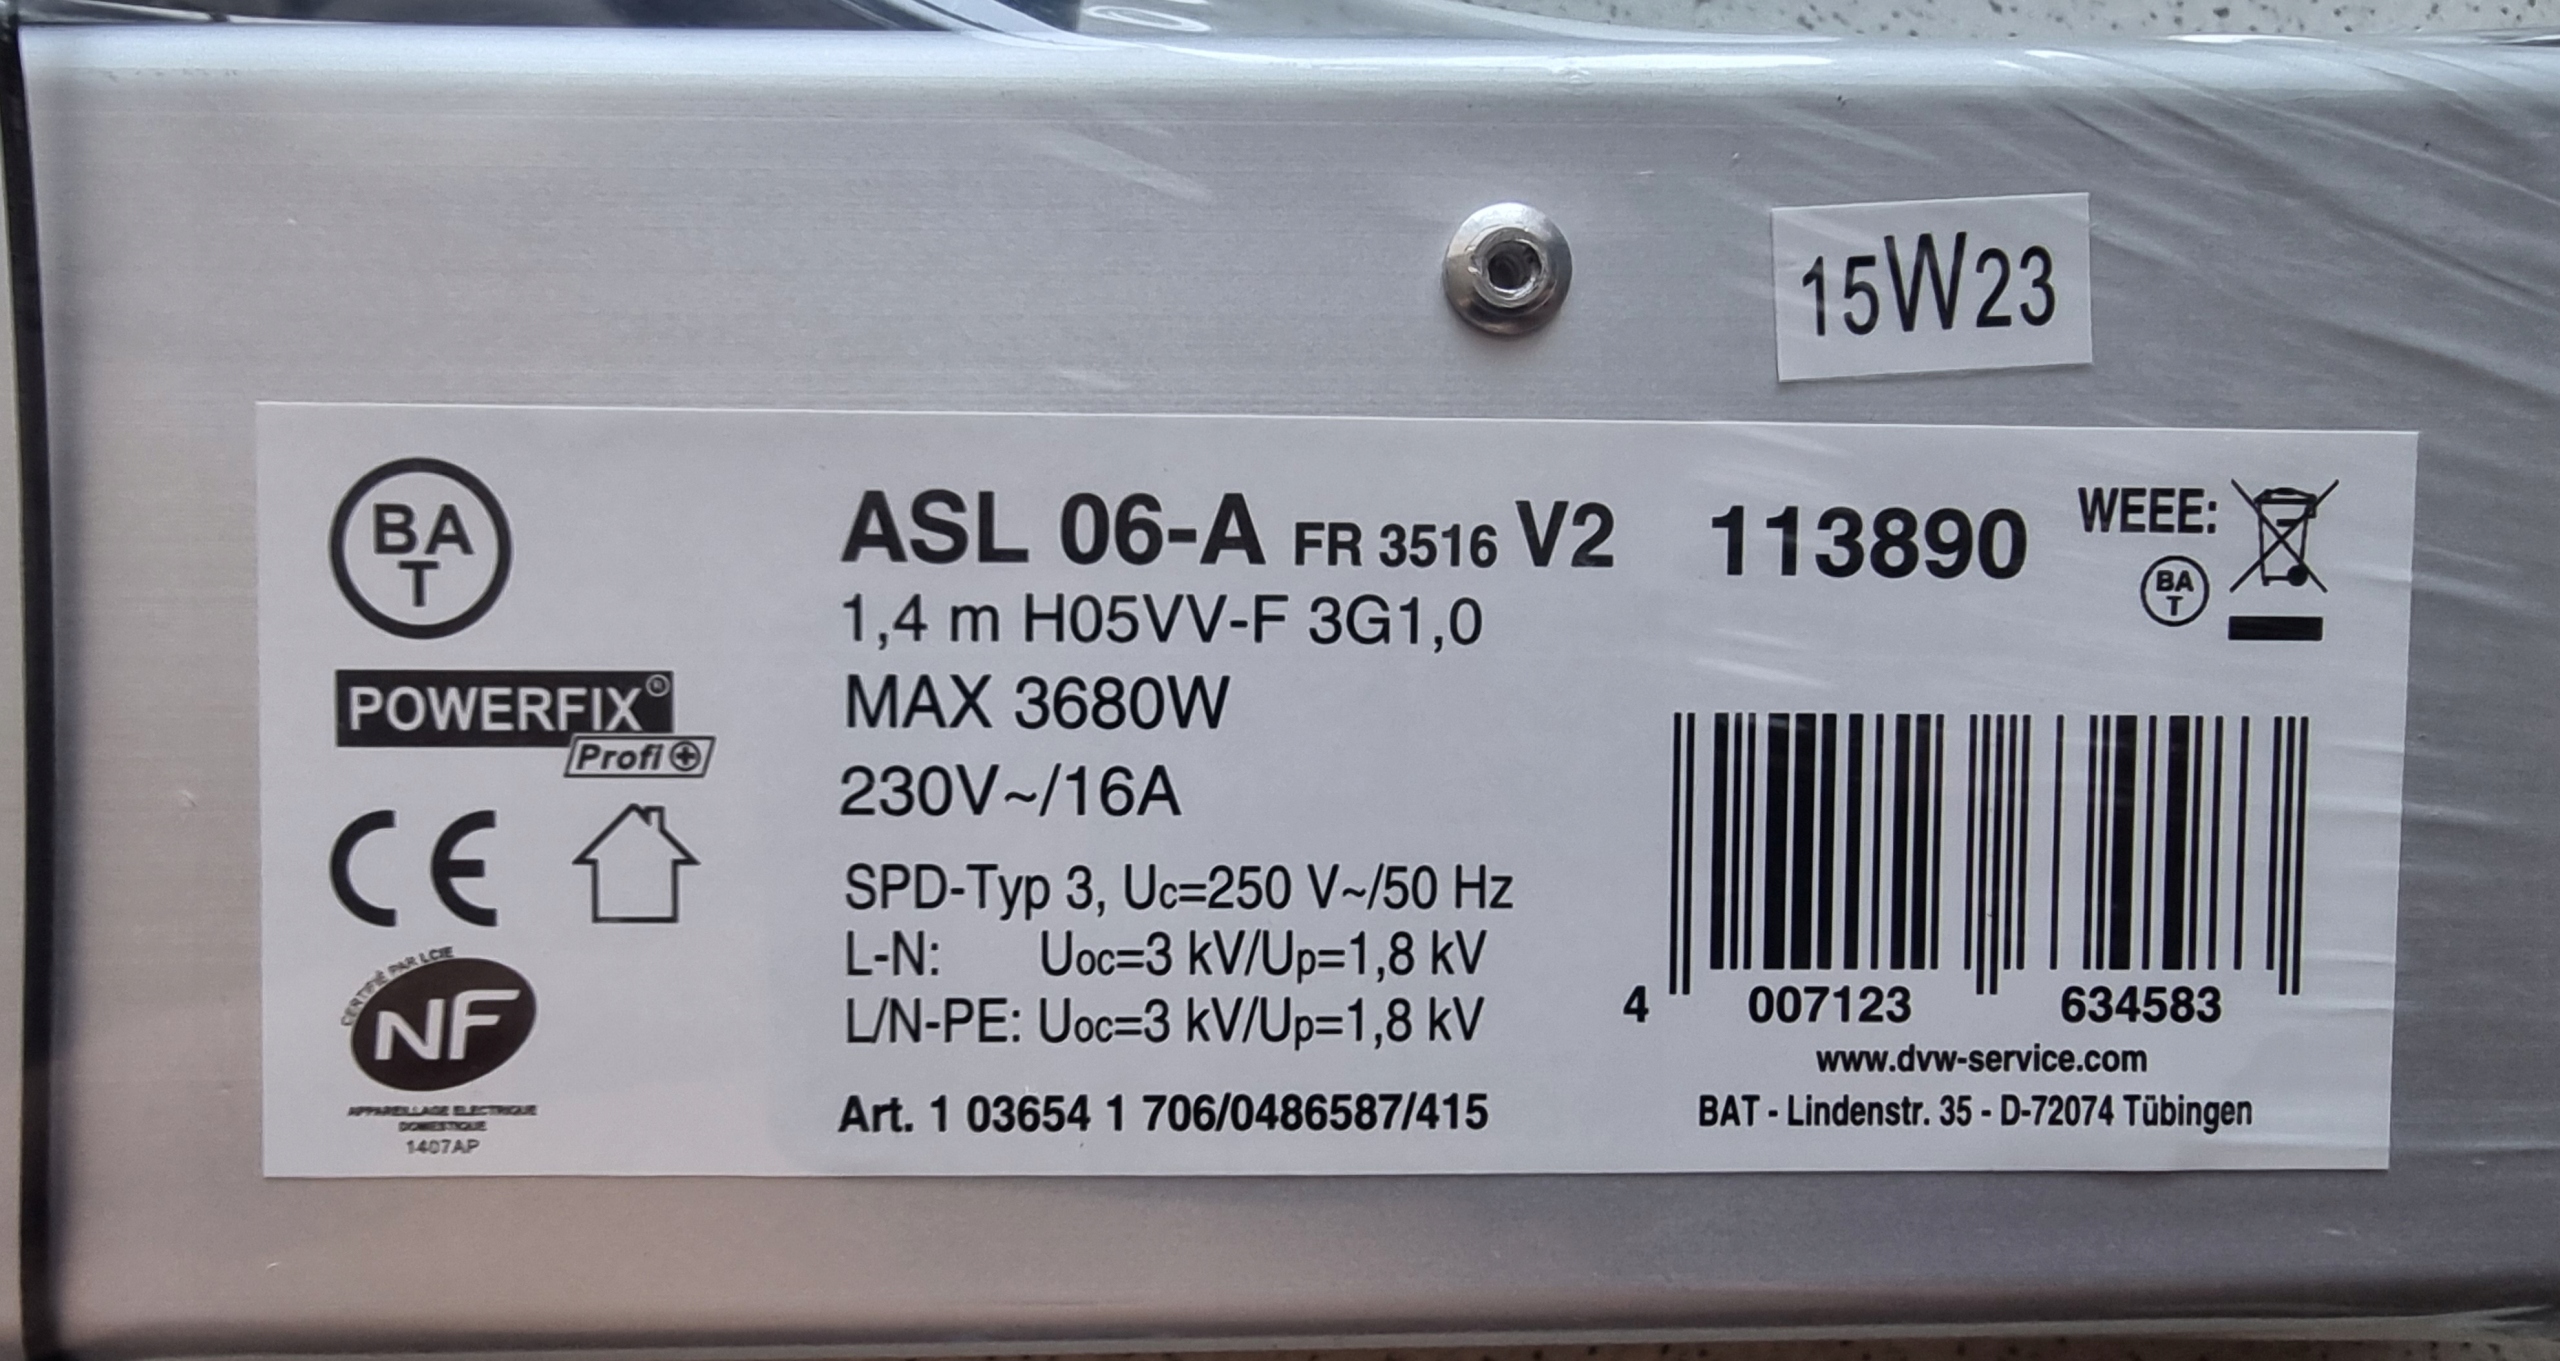 15W23
BA
T
ASL 06-A FR 3516 V2
113890
WEEE:
BA
T
1,4 m H05VV-F 3G1,0
POWERFIX®
Profi+
MAX 3680W
230V~/16A
CE
SPD-Typ 3, Uc=250 V~/50 Hz
L-N: Uoc=3 kV/Up=1,8 kV
L/N-PE: Uoc=3 kV/Up=1,8 kV
Art. 1 03654 1 706/0486587/415
CERTIFIÉ PAR LCIE
NF
APPAREILLAGE ELECTRIQUE
DOMESTIQUE
1407AP
4 007123 634583
www.dvw-service.com
BAT - Lindenstr. 35 - D-72074 Tübingen